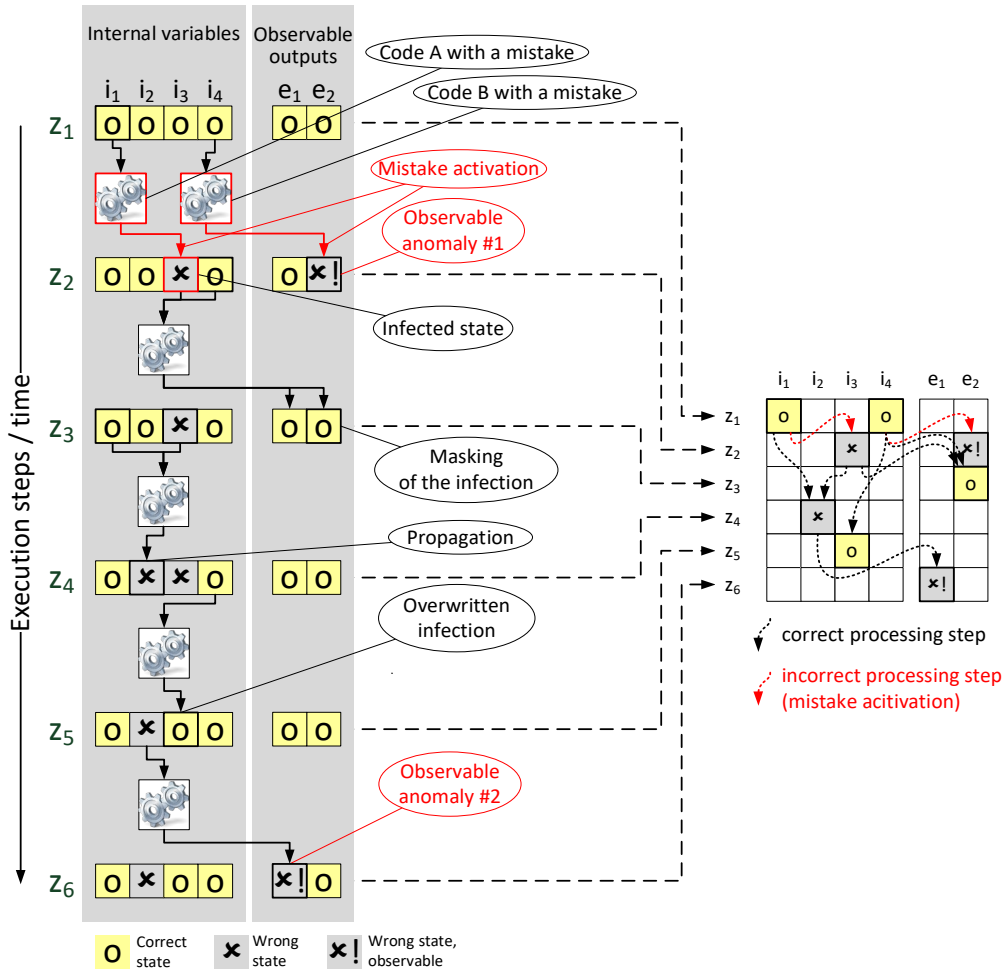 Internal variables
Observable
outputs
Code A with a mistake
Code B with a mistake
i1 i2 i3 i4
e1 e2
z1
o o o o
o o
Mistake activation
Observable
anomaly #1
z2
o o × o
o ×!
Infected state
z3
o o × o
o o
Masking
of the infection
Propagation
z4
o × × o
o o
Overwritten
infection
z5
o × o o
o o
Observable
anomaly #2
z6
o × o o
×! o
Execution steps / time
i1 i2 i3 i4
e1 e2
z1
o o
z2
× ×!
z3
o
z4
×
z5
o
z6
×!
correct processing step
incorrect processing step
(mistake acitivation)
o Correct
state
× Wrong
state
×! Wrong state,
observable